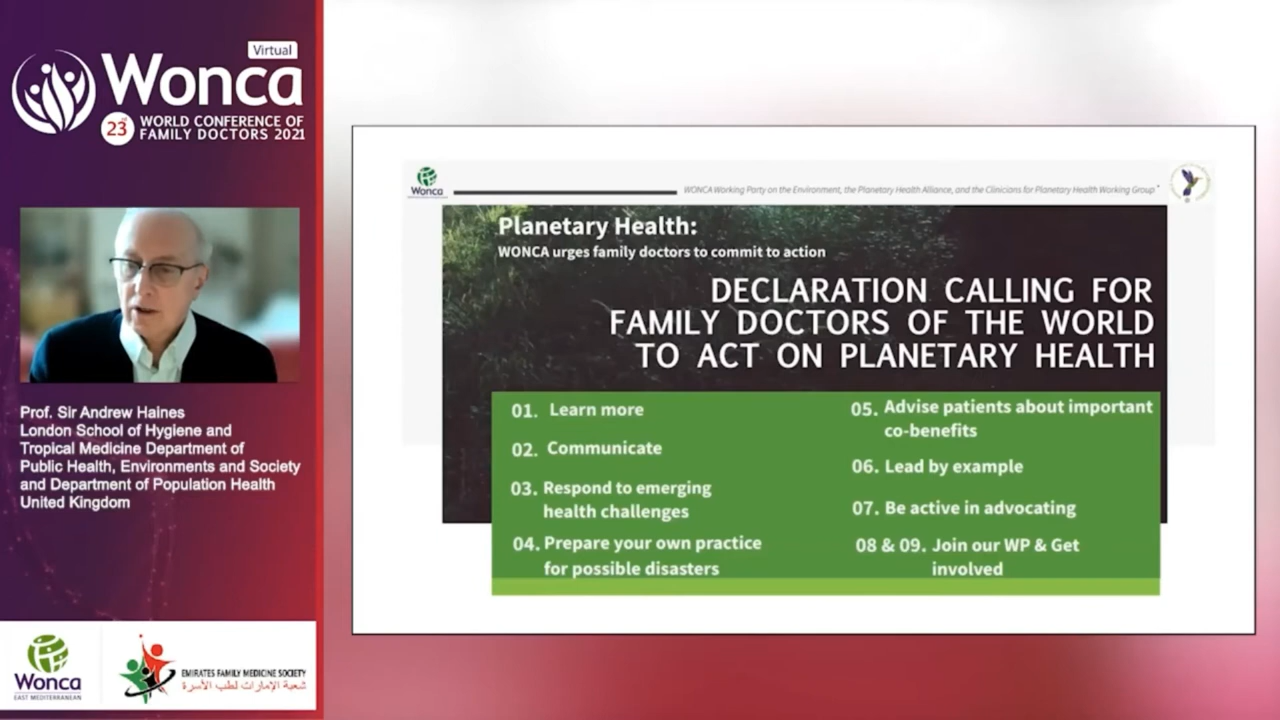 Virtual
Wonca
23rd
WORLD CONFERENCE OF
FAMILY DOCTORS 2021
Prof. Sir Andrew Haines
London School of Hygiene and
Tropical Medicine Department of
Public Health, Environments and Society
and Department of Population Health
United Kingdom
Wonca
EAST MEDITERRANEAN
EMIRATES FAMILY MEDICINE SOCIETY
شعبة الإمارات لطب الأسرة
Wonca
WONCA Working Party on the Environment, the Planetary Health Alliance, and the Clinicians for Planetary Health Working Group
Planetary Health:
WONCA urges family doctors to commit to action
DECLARATION CALLING FOR
FAMILY DOCTORS OF THE WORLD
TO ACT ON PLANETARY HEALTH
01. Learn more
02. Communicate
03. Respond to emerging
health challenges
04. Prepare your own practice
for possible disasters
05. Advise patients about important
co-benefits
06. Lead by example
07. Be active in advocating
08 & 09. Join our WP & Get
involved